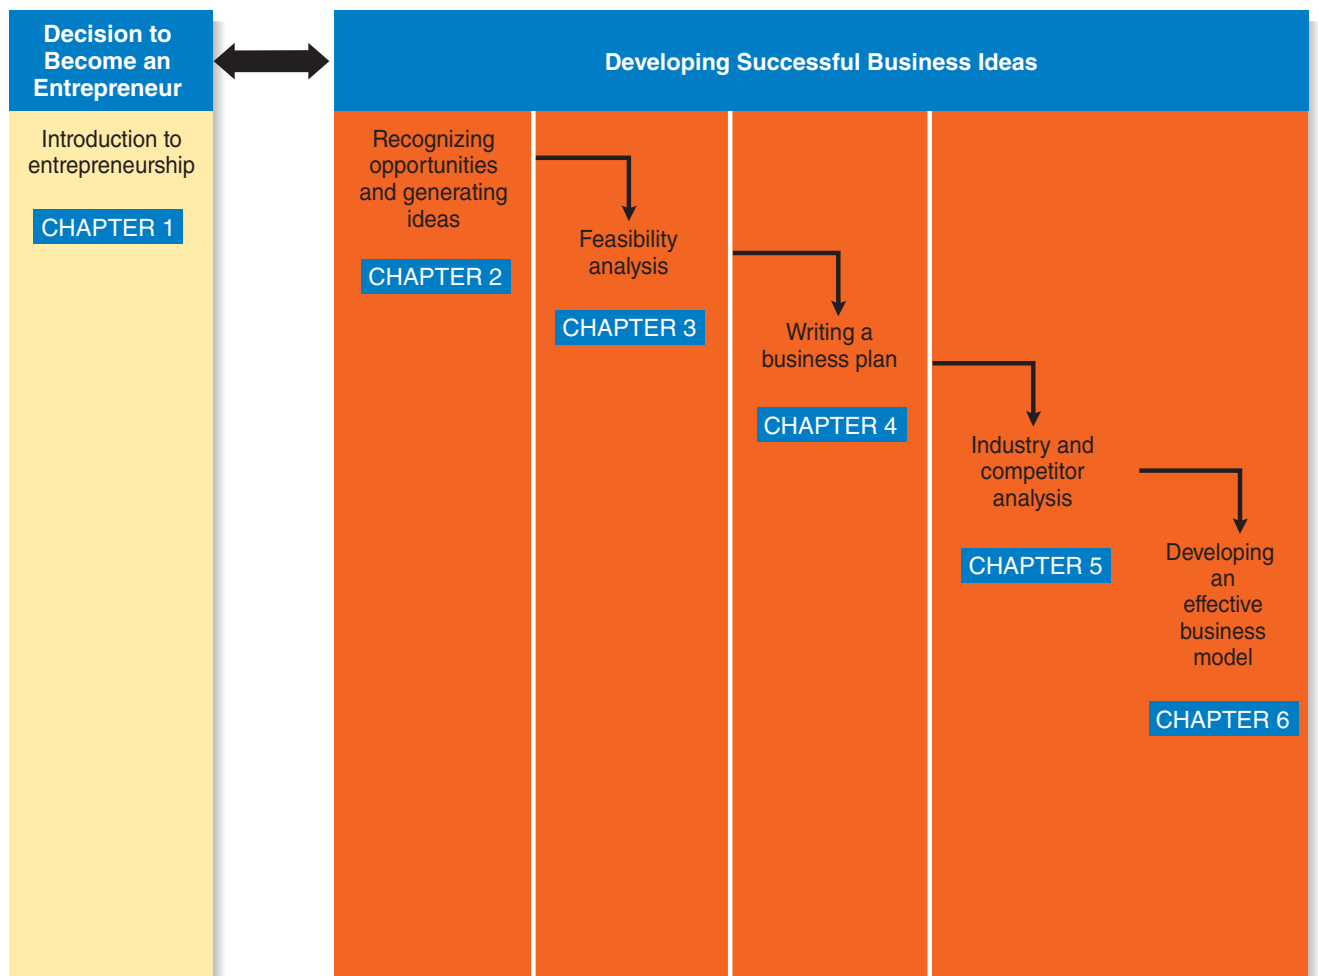 Decision to
Become an
Entrepreneur
Developing Successful Business Ideas
Introduction to
entrepreneurship
CHAPTER 1
Recognizing
opportunities
and generating
ideas
CHAPTER 2
Feasibility
analysis
CHAPTER 3
Writing a
business plan
CHAPTER 4
Industry and
competitor
analysis
CHAPTER 5
Developing
an
effective
business
model
CHAPTER 6